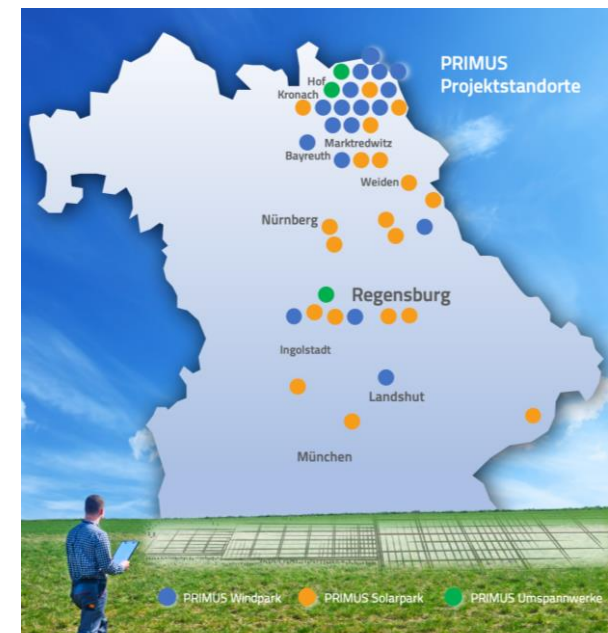 PRIMUS
Projektstandorte
Hof
Kronach
Marktredwitz
Bayreuth
Weiden
Nürnberg
Regensburg
Ingolstadt
Landshut
München
PRIMUS Windpark
PRIMUS Solarpark
PRIMUS Umspannwerke